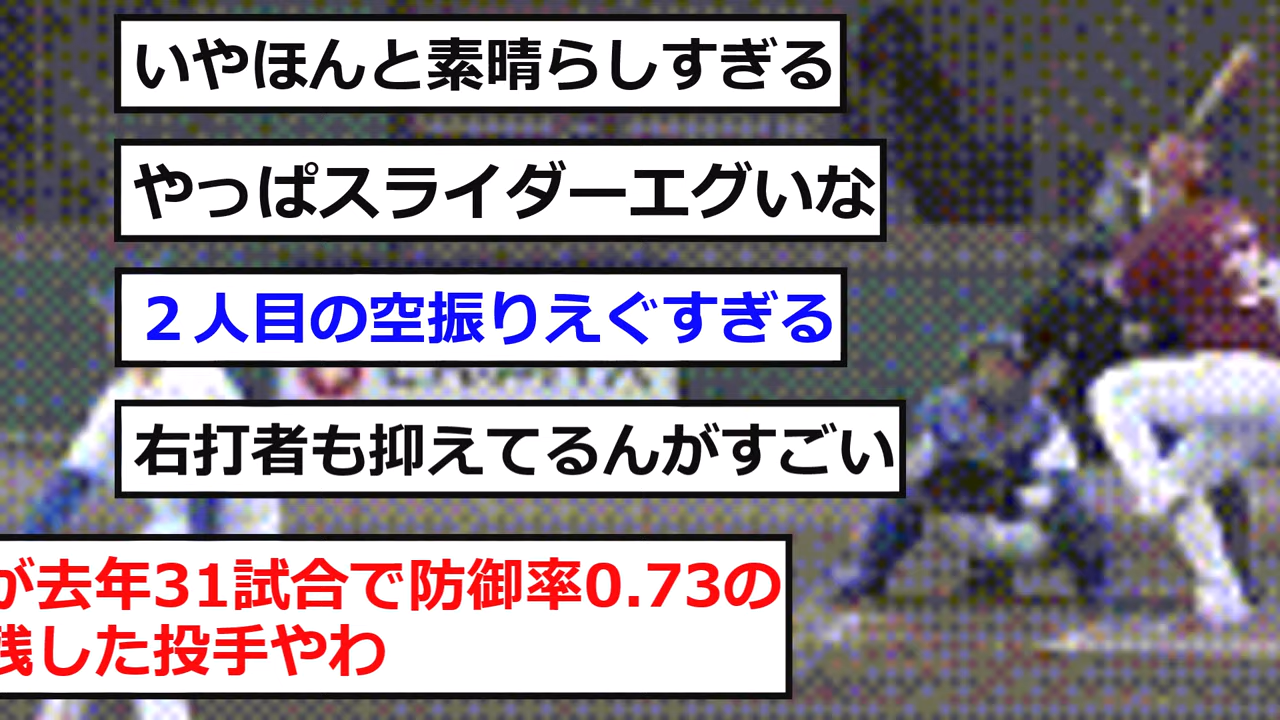 いやほんと素晴らしすぎる
やっぱスライダーエグいな
２人目の空振りえぐすぎる
右打者も抑えてるんがすごい
が去年31試合で防御率0.73の
残した投手やわ